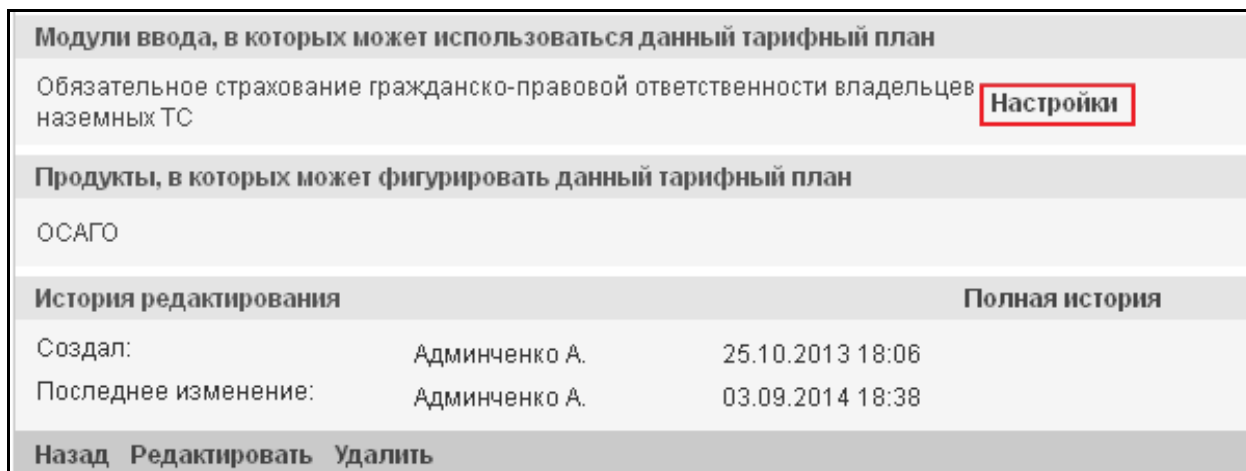 Модули ввода, в которых может использоваться данный тарифный план
Обязательное страхование гражданско-правовой ответственности владельцев
наземных ТС
Настройки
Продукты, в которых может фигурировать данный тарифный план
ОСАГО
История редактирования Полная история
Создал: Админченко А. 25.10.2013 18:06
Последнее изменение: Админченко А. 03.09.2014 18:38
Назад Редактировать Удалить